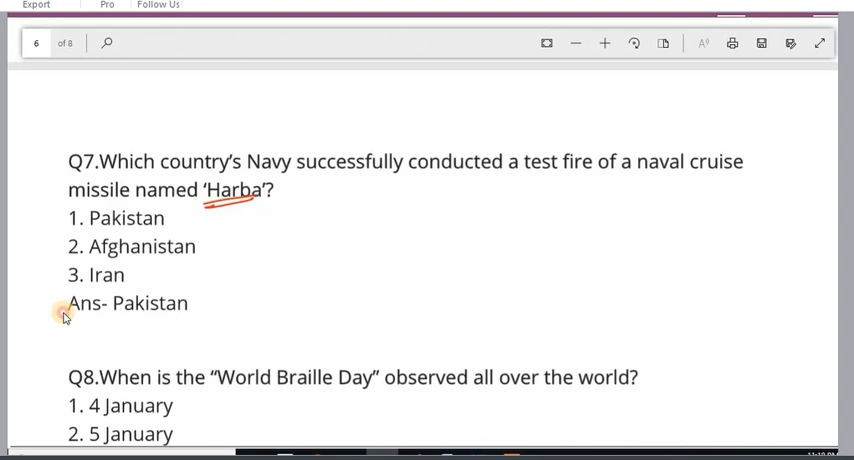 Export Pro Follow Us
6 of 8
Q7.Which country's Navy successfully conducted a test fire of a naval cruise
missile named ‘Harba’?
1. Pakistan
2. Afghanistan
3. Iran
Ans- Pakistan
Q8.When is the “World Braille Day” observed all over the world?
1. 4 January
2. 5 January